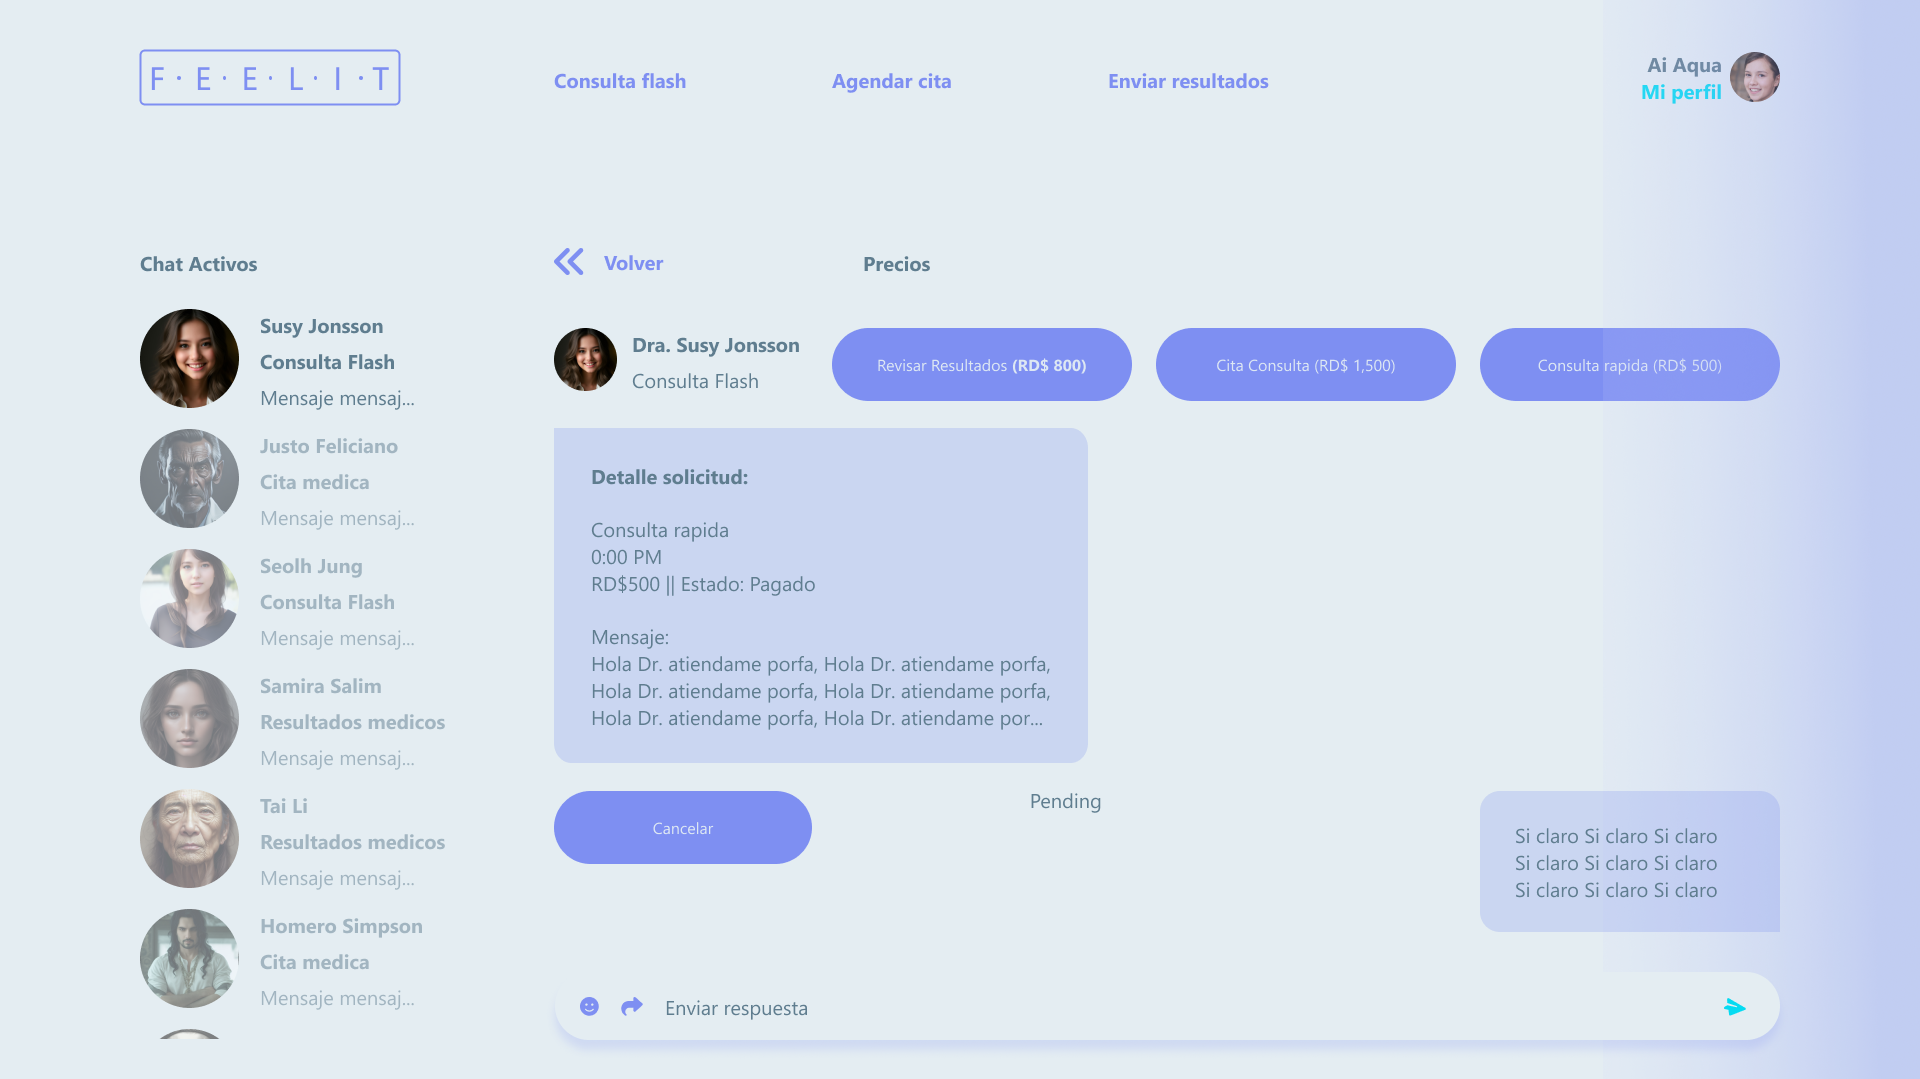 F·E·E·L·I·T
Consulta flash
Agendar cita
Enviar resultados
Ai Aqua
Mi perfil
Chat Activos
Susy Jonsson
Consulta Flash
Mensaje mensaj...
Justo Feliciano
Cita medica
Mensaje mensaj...
Seolh Jung
Consulta Flash
Mensaje mensaj...
Samira Salim
Resultados medicos
Mensaje mensaj...
Tai Li
Resultados medicos
Mensaje mensaj...
Homero Simpson
Cita medica
Mensaje mensaj...
Volver
Precios
Dra. Susy Jonsson
Consulta Flash
Revisar Resultados (RD$ 800)
Cita Consulta (RD$ 1,500)
Consulta rapida (RD$ 500)
Detalle solicitud:
Consulta rapida
0:00 PM
RD$500 || Estado: Pagado
Mensaje:
Hola Dr. atiendame porfa, Hola Dr. atiendame porfa,
Hola Dr. atiendame porfa, Hola Dr. atiendame porfa,
Hola Dr. atiendame porfa, Hola Dr. atiendame por...
Cancelar
Pending
Si claro Si claro Si claro
Si claro Si claro Si claro
Si claro Si claro Si claro
Enviar respuesta